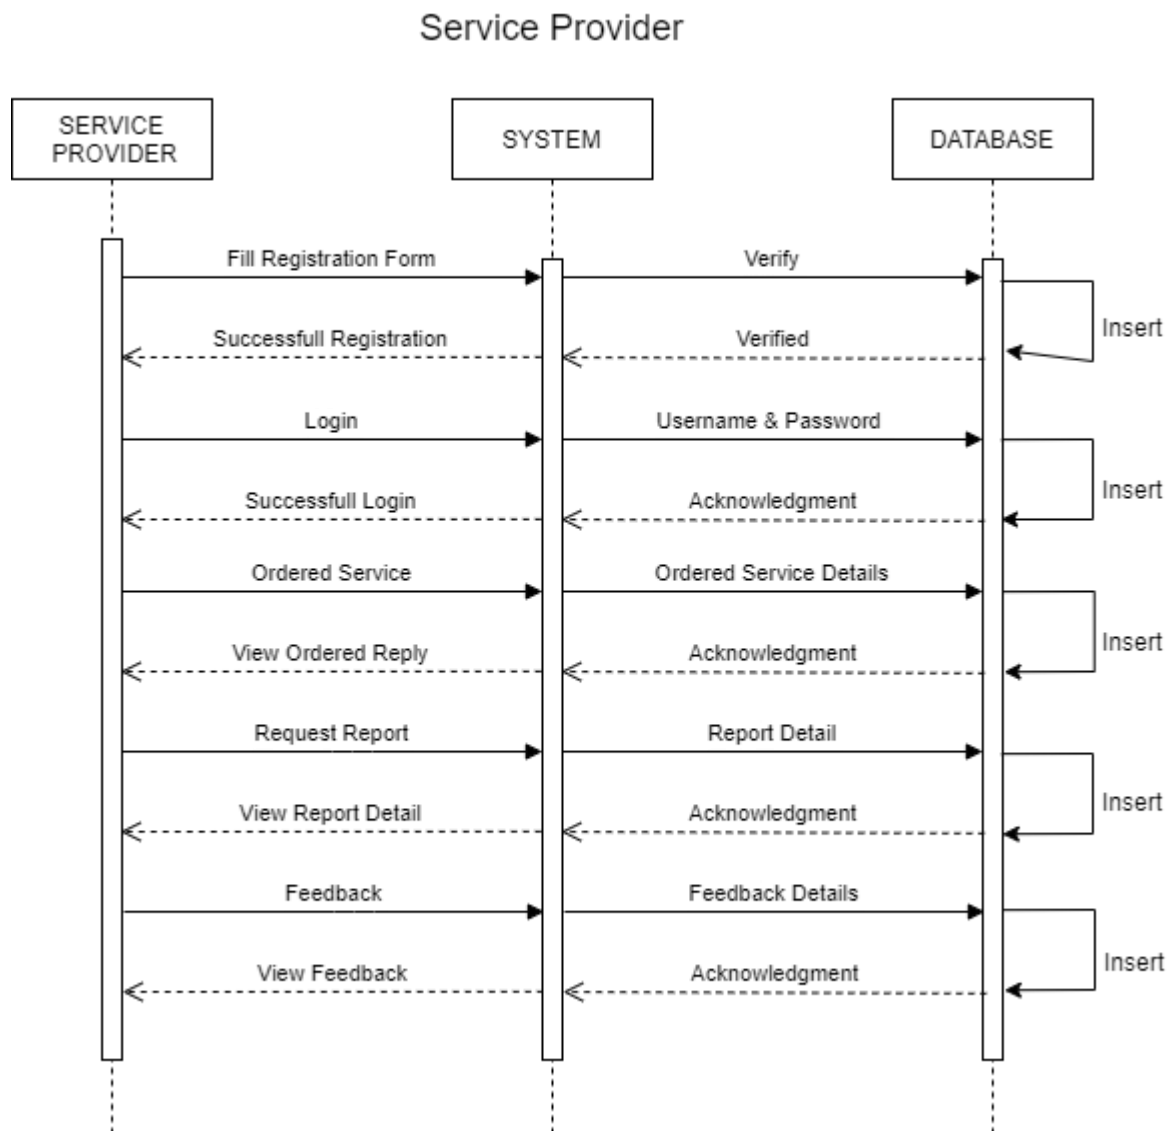 Service Provider
SERVICE
PROVIDER
SYSTEM
DATABASE
Fill Registration Form
Verify
Insert
Successfull Registration
Verified
Login
Username & Password
Insert
Successfull Login
Acknowledgment
Ordered Service
Ordered Service Details
Insert
View Ordered Reply
Acknowledgment
Request Report
Report Detail
Insert
View Report Detail
Acknowledgment
Feedback
Feedback Details
Insert
View Feedback
Acknowledgment